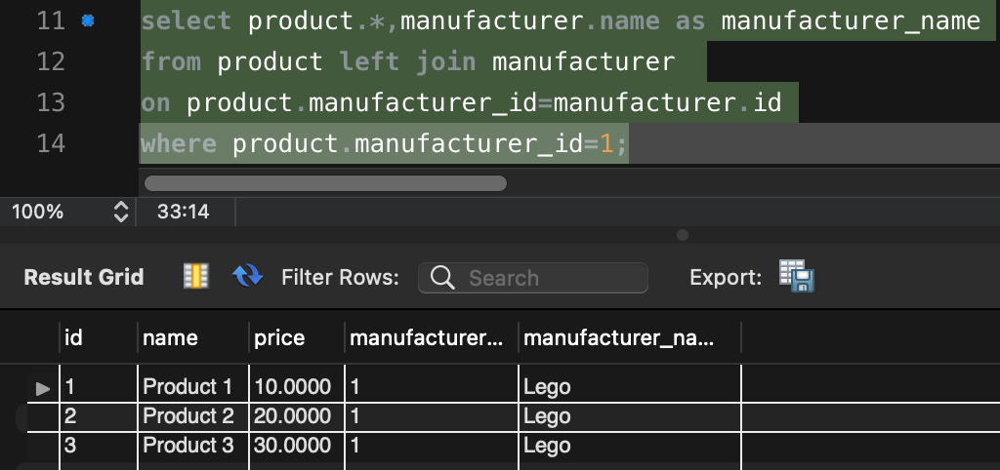 11 select product.*,manufacturer.name as manufacturer_name
12 from product left join manufacturer
13 on product.manufacturer_id=manufacturer.id
14 where product.manufacturer_id=1;
100% 33:14
Result Grid Filter Rows: Search Export:
id name price manufacturer... manufacturer_na...
1 Product 1 10.0000 1 Lego
2 Product 2 20.0000 1 Lego
3 Product 3 30.0000 1 Lego